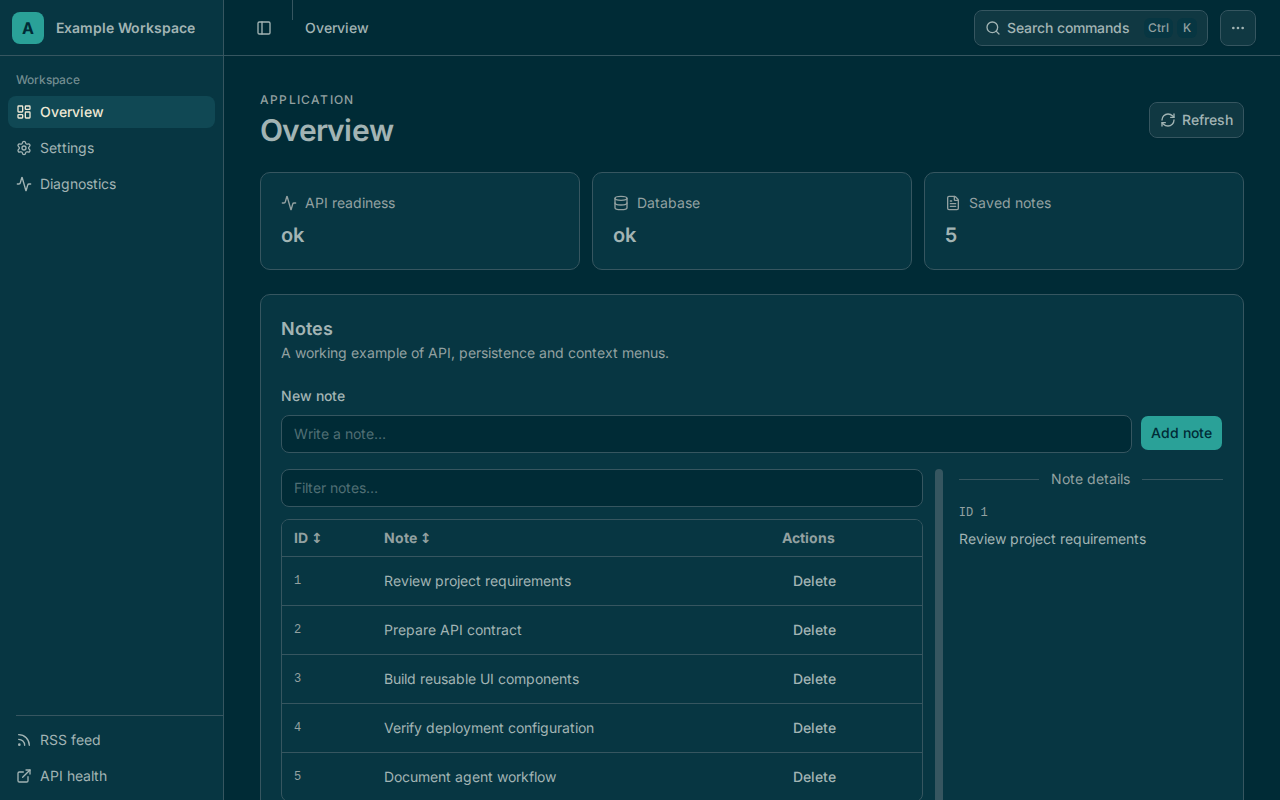 A Example Workspace
Overview
Search commands Ctrl K
Workspace
Overview
Settings
Diagnostics
RSS feed
API health
APPLICATION
Overview
Refresh
API readiness
ok
Database
ok
Saved notes
5
Notes
A working example of API, persistence and context menus.
New note
Write a note...
Add note
Filter notes...
ID Note Actions
1 Review project requirements Delete
2 Prepare API contract Delete
3 Build reusable UI components Delete
4 Verify deployment configuration Delete
5 Document agent workflow Delete
Note details
ID 1
Review project requirements